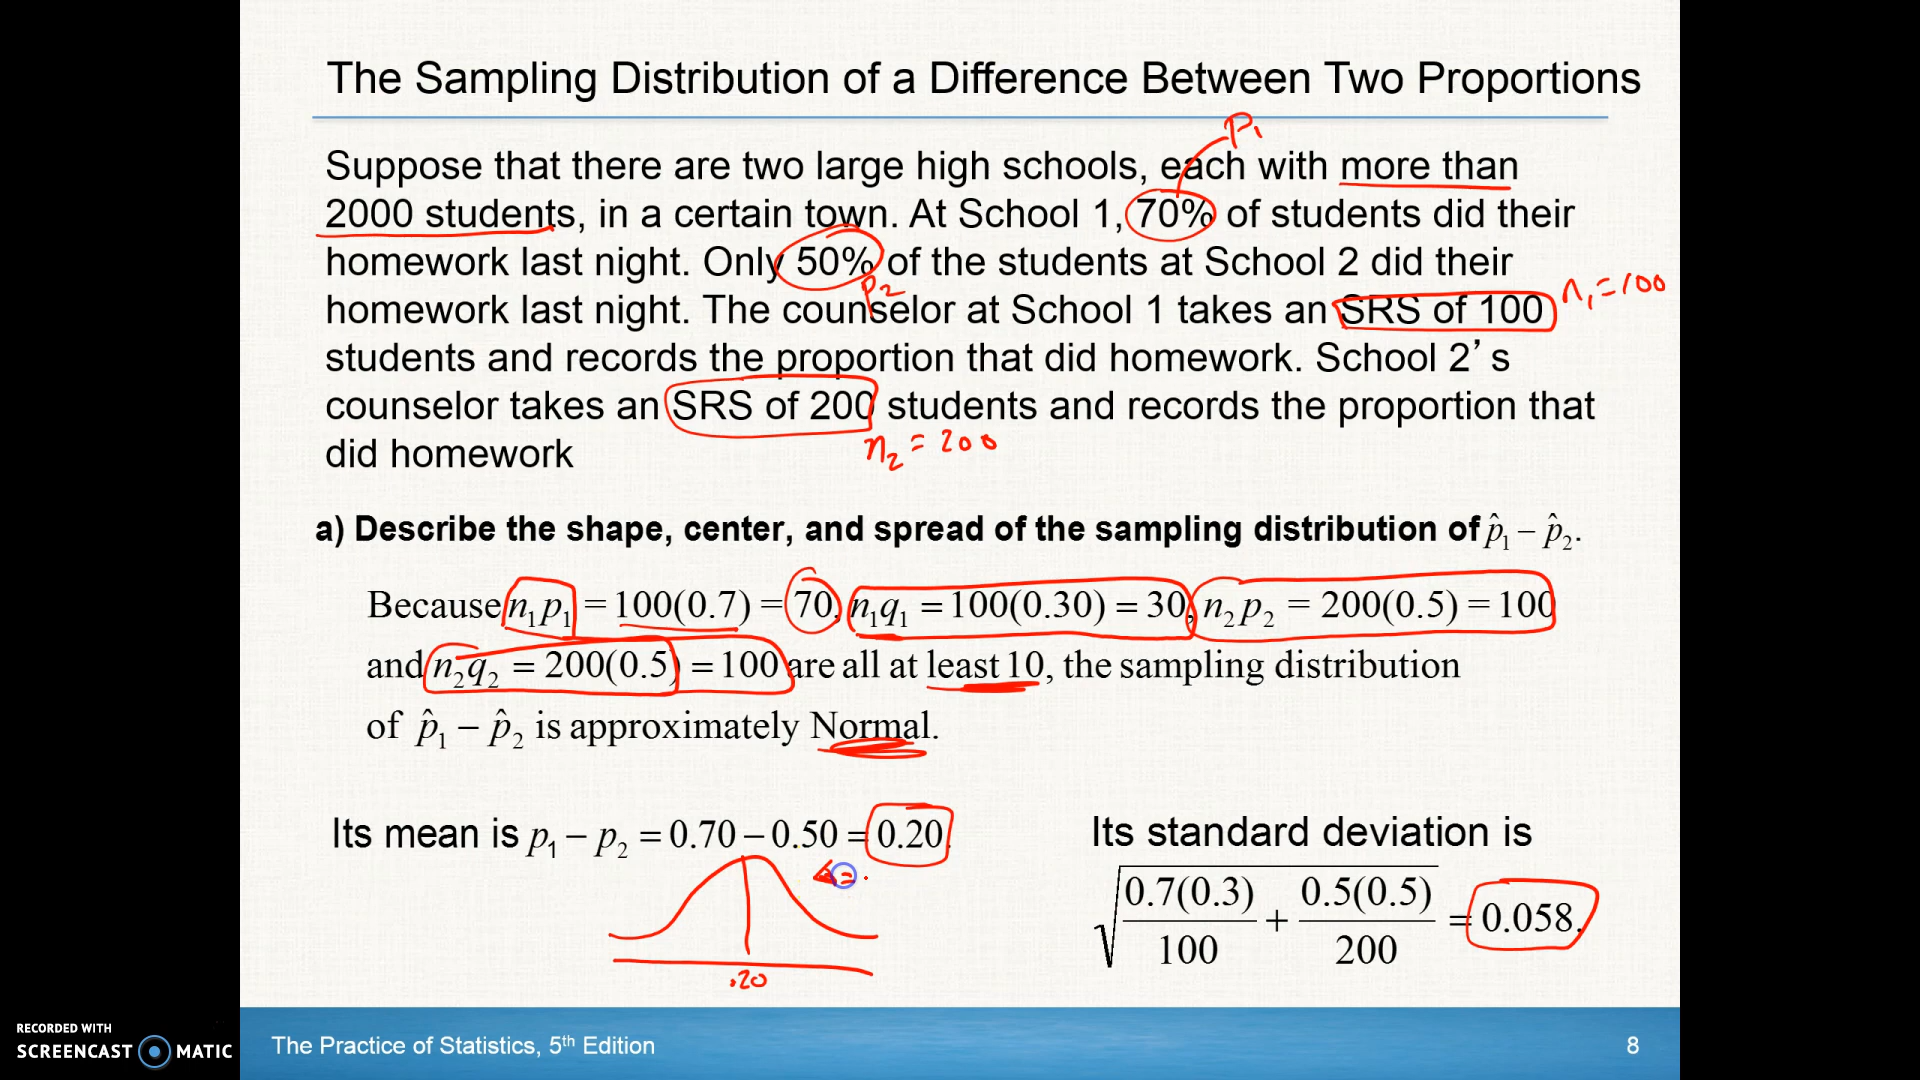 The Sampling Distribution of a Difference Between Two Proportions
p₁
Suppose that there are two large high schools, each with more than
2000 students, in a certain town. At School 1, 70% of students did their
homework last night. Only 50% of the students at School 2 did their
p₂
n₁ = 100
homework last night. The counselor at School 1 takes an SRS of 100
students and records the proportion that did homework. School 2's
counselor takes an SRS of 200 students and records the proportion that
n₂ = 200
did homework
a) Describe the shape, center, and spread of the sampling distribution of p̂₁ – p̂₂.
Because n₁p₁ = 100(0.7) = 70, n₁q₁ = 100(0.30) = 30, n₂p₂ = 200(0.5) = 100
and n₂q₂ = 200(0.5) = 100 are all at least 10, the sampling distribution
of p̂₁ − p̂₂ is approximately Normal.
Its mean is p₁ − p₂ = 0.70 − 0.50 = 0.20.
.20
Its standard deviation is
√(0.7(0.3)/100 + 0.5(0.5)/200) = 0.058.
RECORDED WITH
SCREENCAST MATIC
The Practice of Statistics, 5th Edition
8